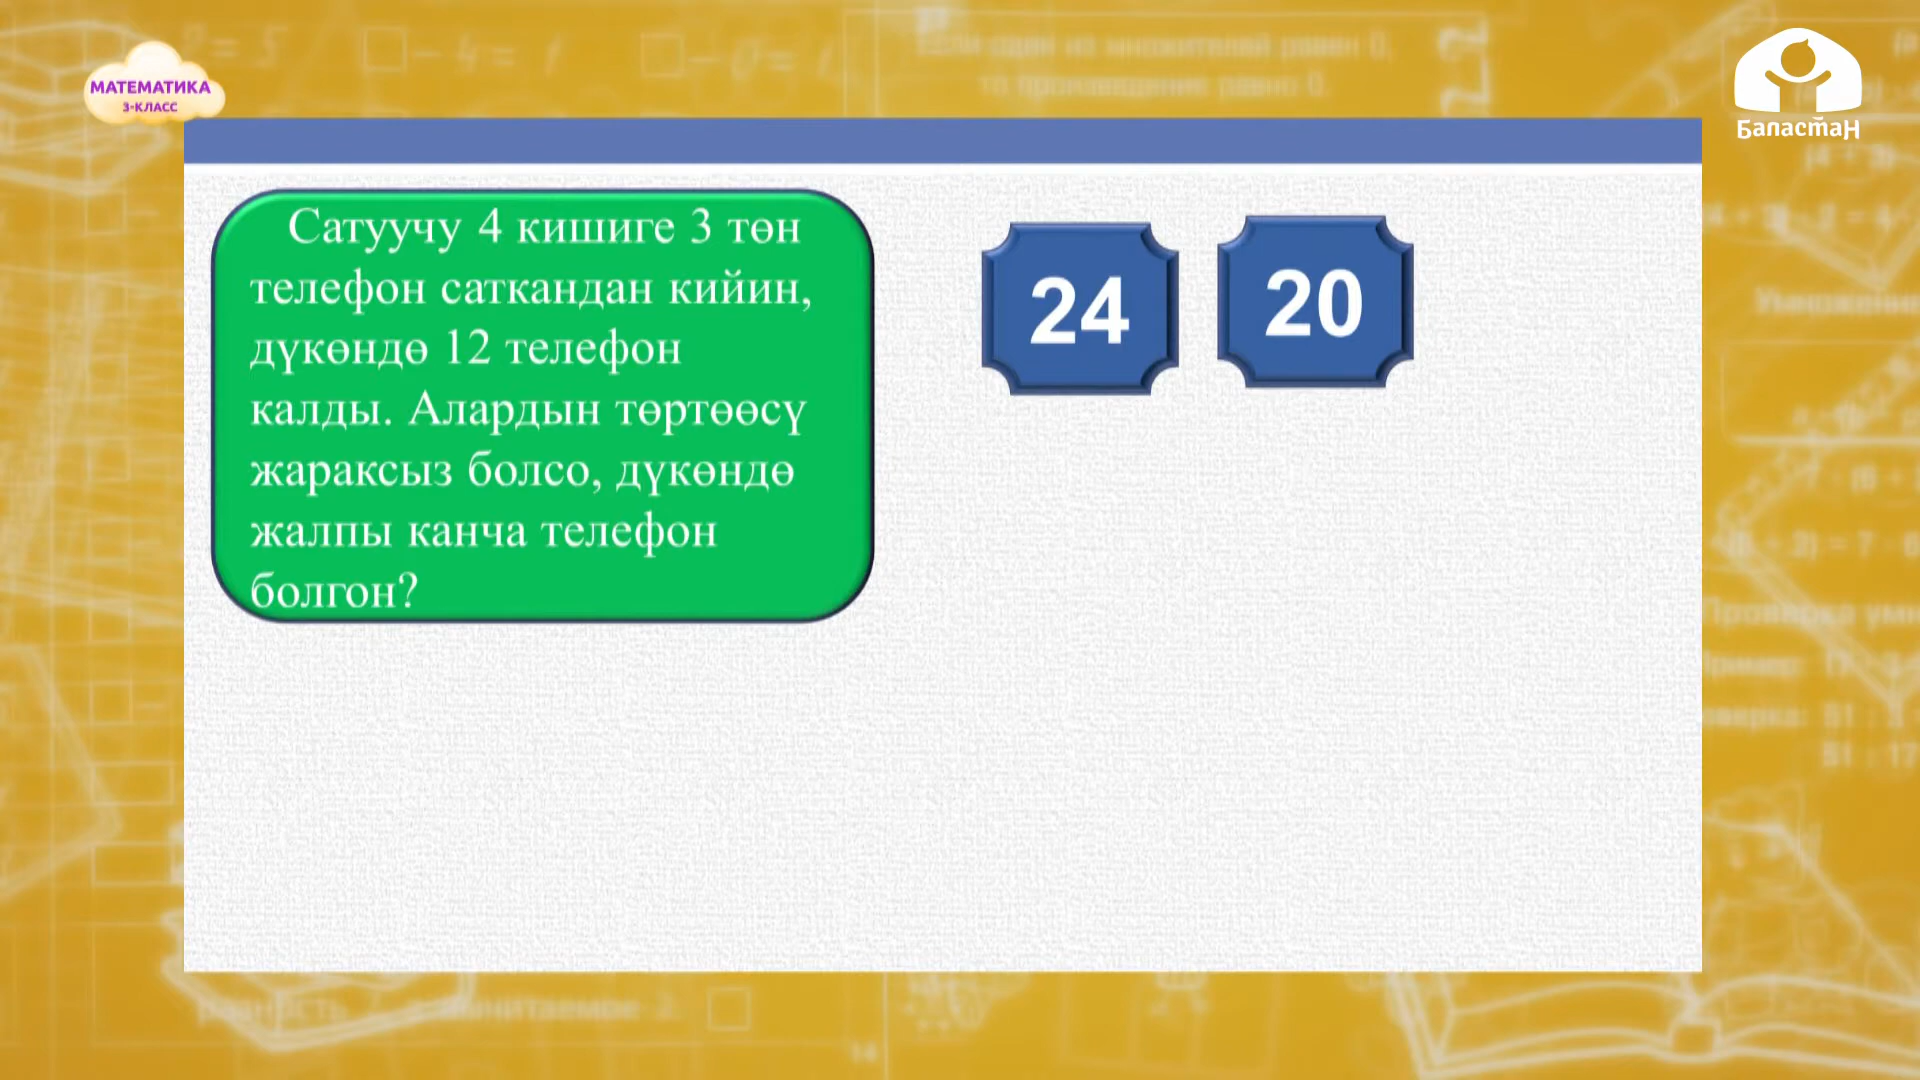 МАТЕМАТИКА
3-КЛАСС
Баластан
Сатуучу 4 кишиге 3 төн
телефон саткандан кийин,
дүкөндө 12 телефон
калды. Алардын төртөөсү
жараксыз болсо, дүкөндө
жалпы канча телефон
болгон?
24
20